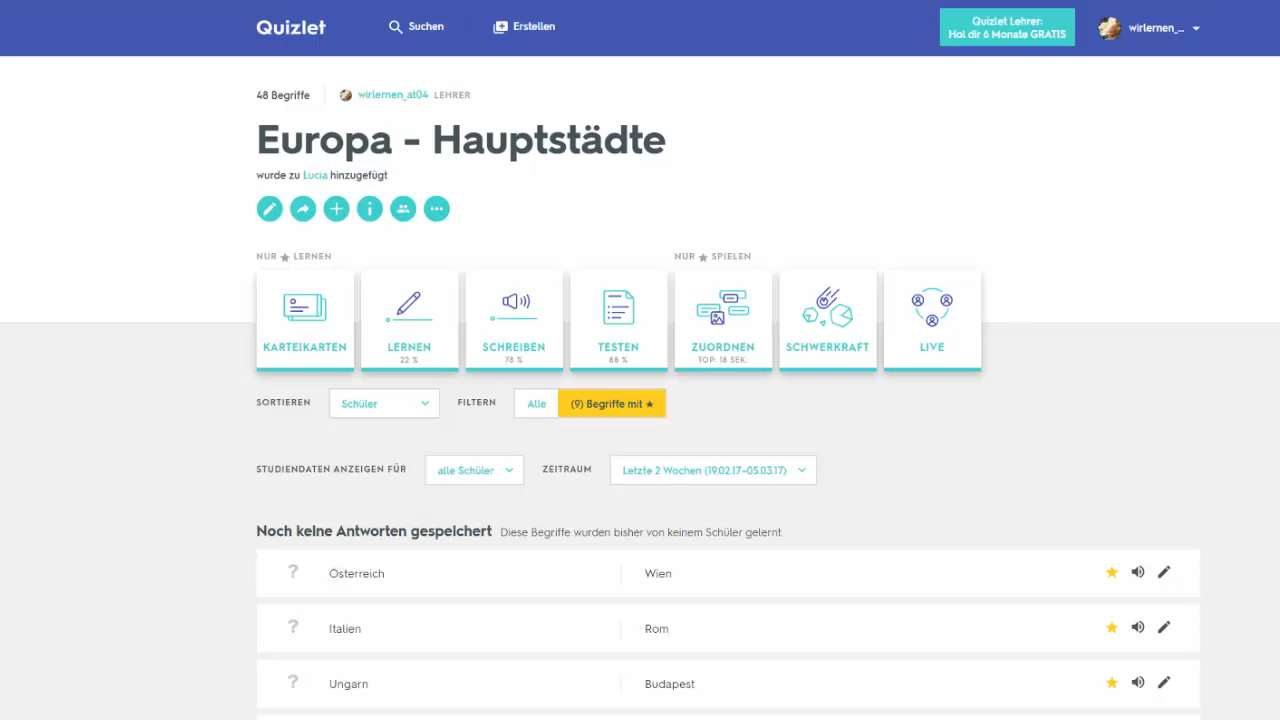 Quizlet
Suchen
Erstellen
Quizlet Lehrer:
Hol dir 6 Monate GRATIS
wirlernen_...
48 Begriffe
wirlernen_at04 LEHRER
Europa - Hauptstädte
wurde zu Lucia hinzugefügt
NUR ★ LERNEN
NUR ★ SPIELEN
KARTEIKARTEN
LERNEN
22 %
SCHREIBEN
78 %
TESTEN
88 %
ZUORDNEN
TOP: 18 SEK.
SCHWERKRAFT
LIVE
SORTIEREN
Schüler
FILTERN
Alle
(9) Begriffe mit ★
STUDIENDATEN ANZEIGEN FÜR
alle Schüler
ZEITRAUM
Letzte 2 Wochen (19.02.17–05.03.17)
Noch keine Antworten gespeichert Diese Begriffe wurden bisher von keinem Schüler gelernt.
? Österreich Wien
? Italien Rom
? Ungarn Budapest